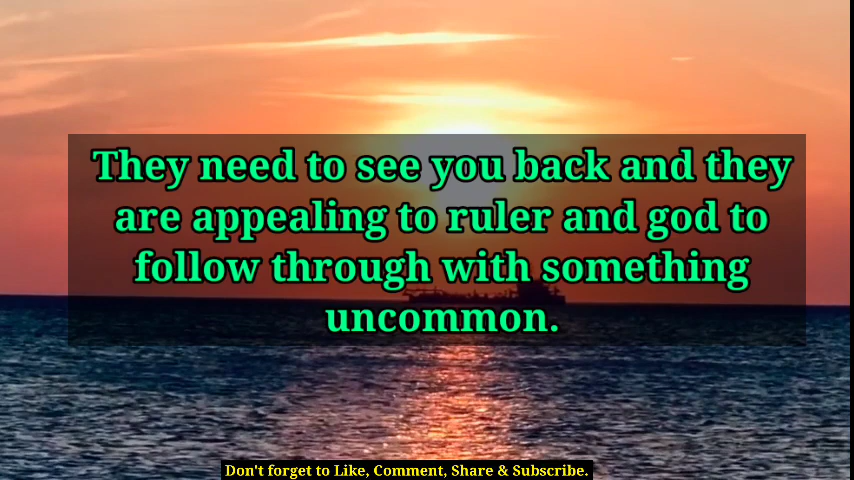 They need to see you back and they
are appealing to ruler and god to
follow through with something
uncommon.
Don't forget to Like, Comment, Share & Subscribe.